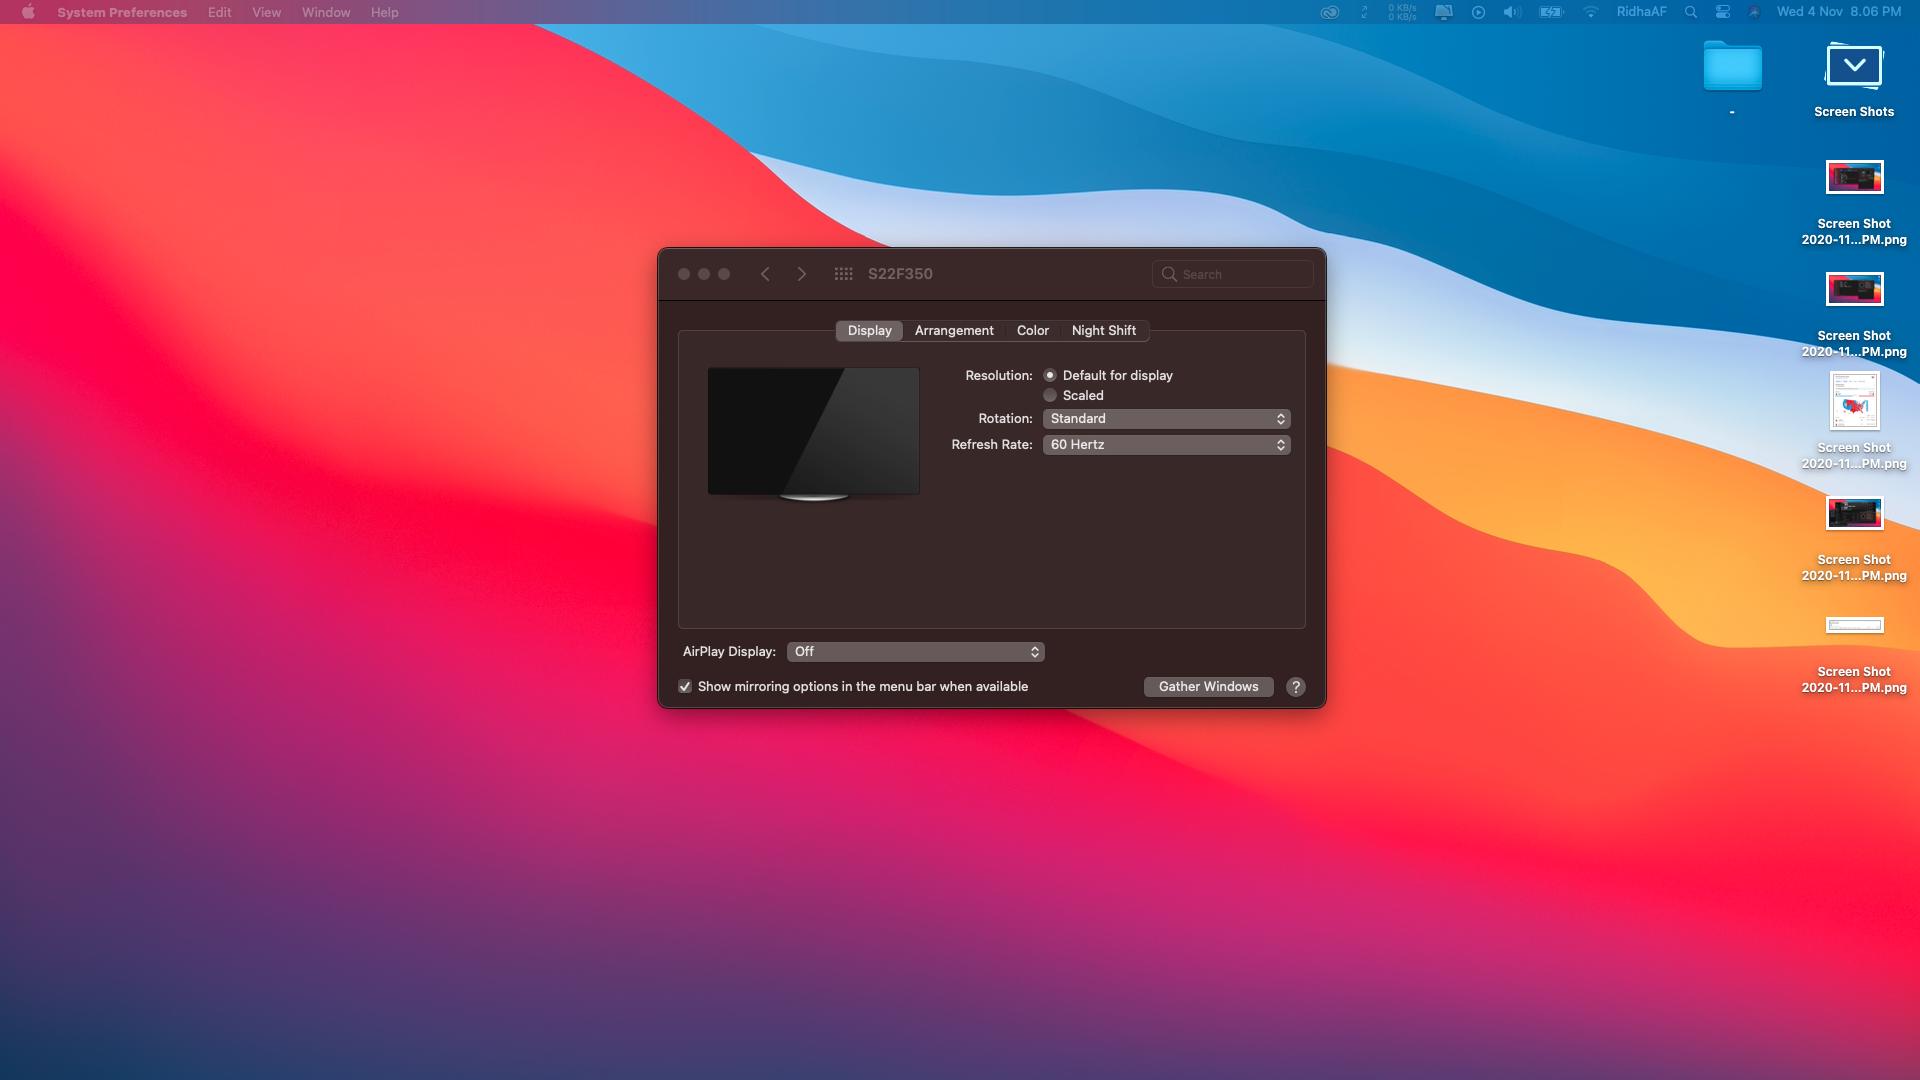 System Preferences Edit View Window Help
0 KB/s
0 KB/s
RidhaAF
Wed 4 Nov 8.06 PM
-
Screen Shots
Screen Shot
2020-11...PM.png
Screen Shot
2020-11...PM.png
Screen Shot
2020-11...PM.png
Screen Shot
2020-11...PM.png
Screen Shot
2020-11...PM.png
S22F350
Search
Display Arrangement Color Night Shift
Resolution: Default for display
Scaled
Rotation: Standard
Refresh Rate: 60 Hertz
AirPlay Display: Off
Show mirroring options in the menu bar when available
Gather Windows ?